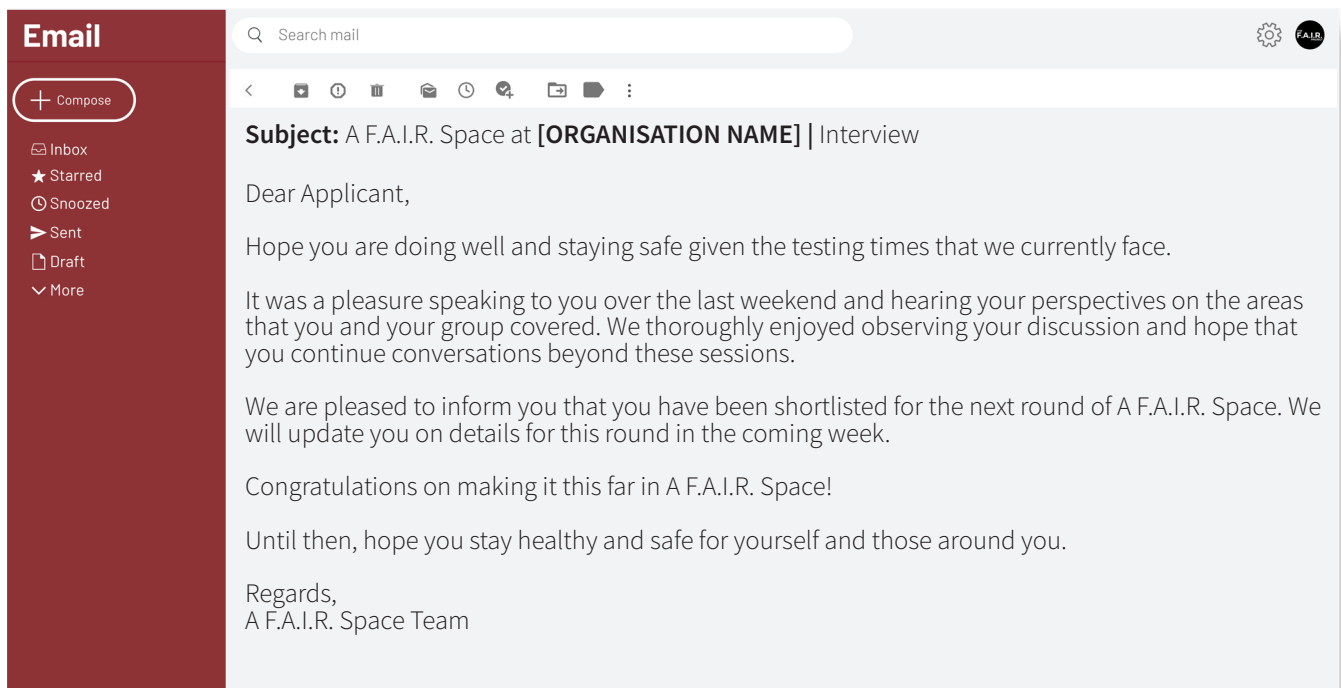 Email
Search mail
F.A.I.R.
Compose
Inbox
Starred
Snoozed
Sent
Draft
More
Subject: A F.A.I.R. Space at [ORGANISATION NAME] | Interview
Dear Applicant,
Hope you are doing well and staying safe given the testing times that we currently face.
It was a pleasure speaking to you over the last weekend and hearing your perspectives on the areas
that you and your group covered. We thoroughly enjoyed observing your discussion and hope that
you continue conversations beyond these sessions.
We are pleased to inform you that you have been shortlisted for the next round of A F.A.I.R. Space. We
will update you on details for this round in the coming week.
Congratulations on making it this far in A F.A.I.R. Space!
Until then, hope you stay healthy and safe for yourself and those around you.
Regards,
A F.A.I.R. Space Team